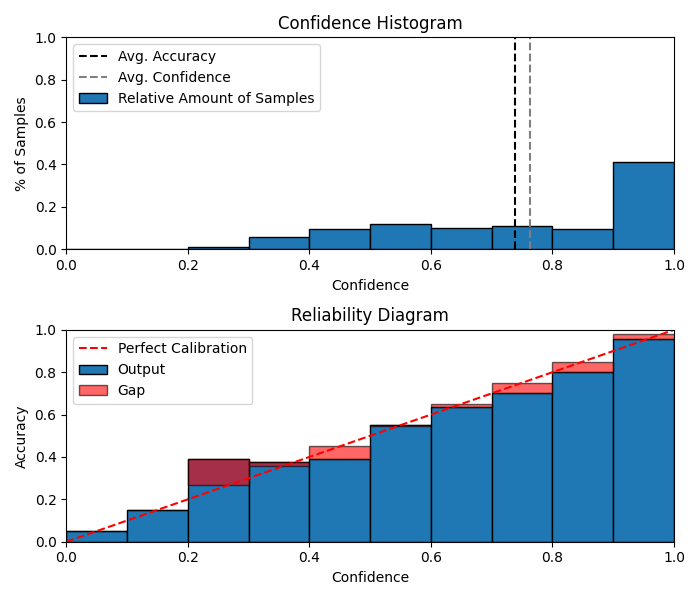 Confidence Histogram
1.0
0.8
0.6
0.4
0.2
0.0
% of Samples
Avg. Accuracy
Avg. Confidence
Relative Amount of Samples
0.0 0.2 0.4 0.6 0.8 1.0
Confidence
Reliability Diagram
1.0
0.8
0.6
0.4
0.2
0.0
Accuracy
Perfect Calibration
Output
Gap
0.0 0.2 0.4 0.6 0.8 1.0
Confidence